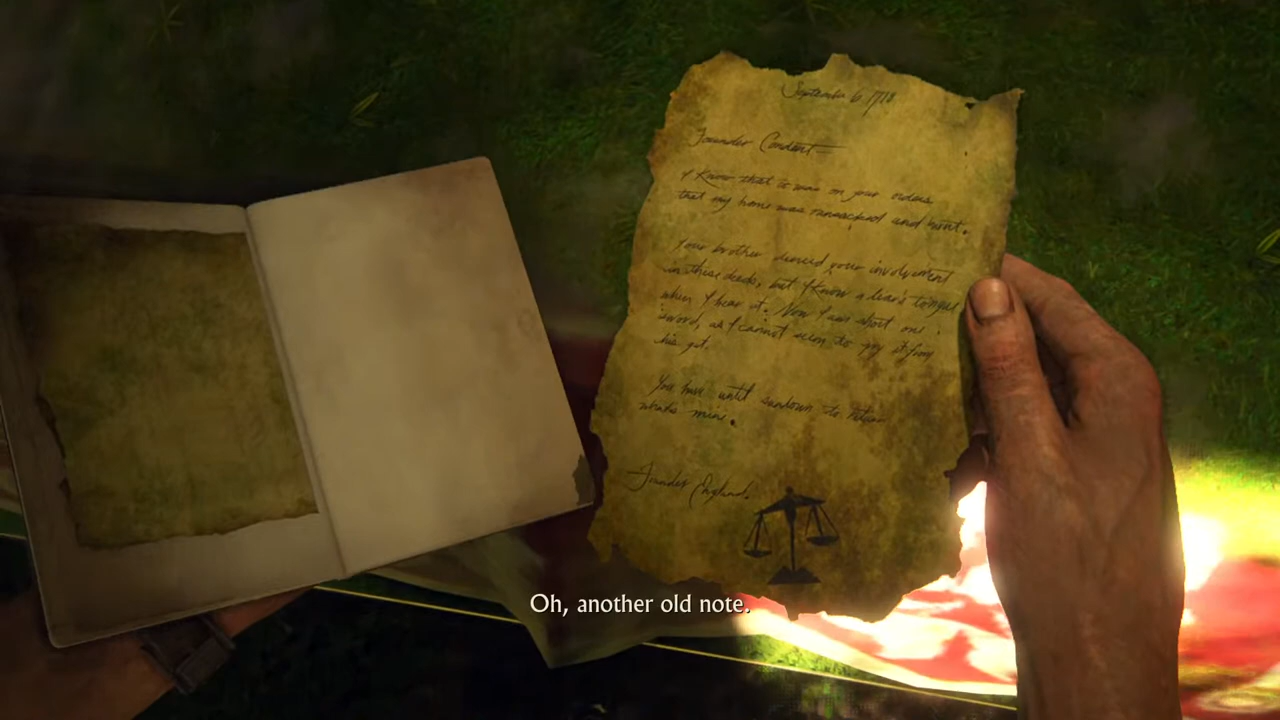 September 6 1718
Founder Condent—
I know that it was on your orders
that my home was ransacked and burnt.
Your brother denied your involvement
in these deeds, but I know a liar's tongue
when I hear it. Now I am short one
sword, as I cannot seem to pry it from
his gut.
You have until sundown to return
what's mine.
Founder England.
Oh, another old note.